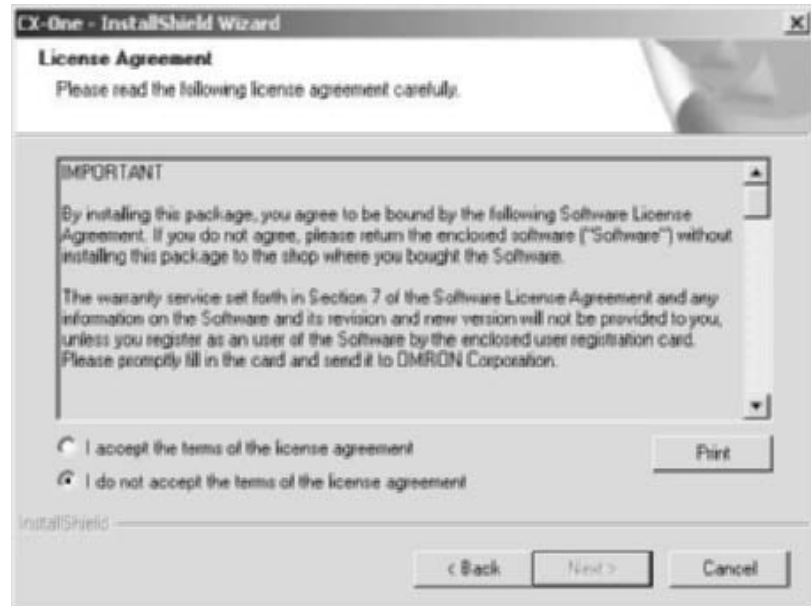 CX-One - InstallShield Wizard
License Agreement
Please read the following license agreement carefully.
IMPORTANT
By installing this package, you agree to be bound by the following Software License
Agreement. If you do not agree, please return the enclosed software ("Software") without
installing this package to the shop where you bought the Software.
The warranty service set forth in Section 7 of the Software License Agreement and any
information on the Software and its revision and new version will not be provided to you,
unless you register as an user of the Software by the enclosed user registration card.
Please promptly fill in the card and send it to OMRON Corporation.
I accept the terms of the license agreement
Print
I do not accept the terms of the license agreement
InstallShield
< Back
Next >
Cancel